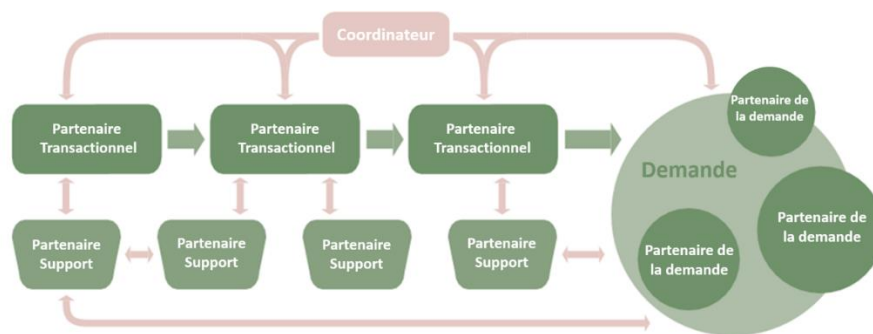 Coordinateur
Partenaire
Transactionnel
Partenaire
Transactionnel
Partenaire
Transactionnel
Partenaire de
la demande
Demande
Partenaire de
la demande
Partenaire de
la demande
Partenaire
Support
Partenaire
Support
Partenaire
Support
Partenaire
Support